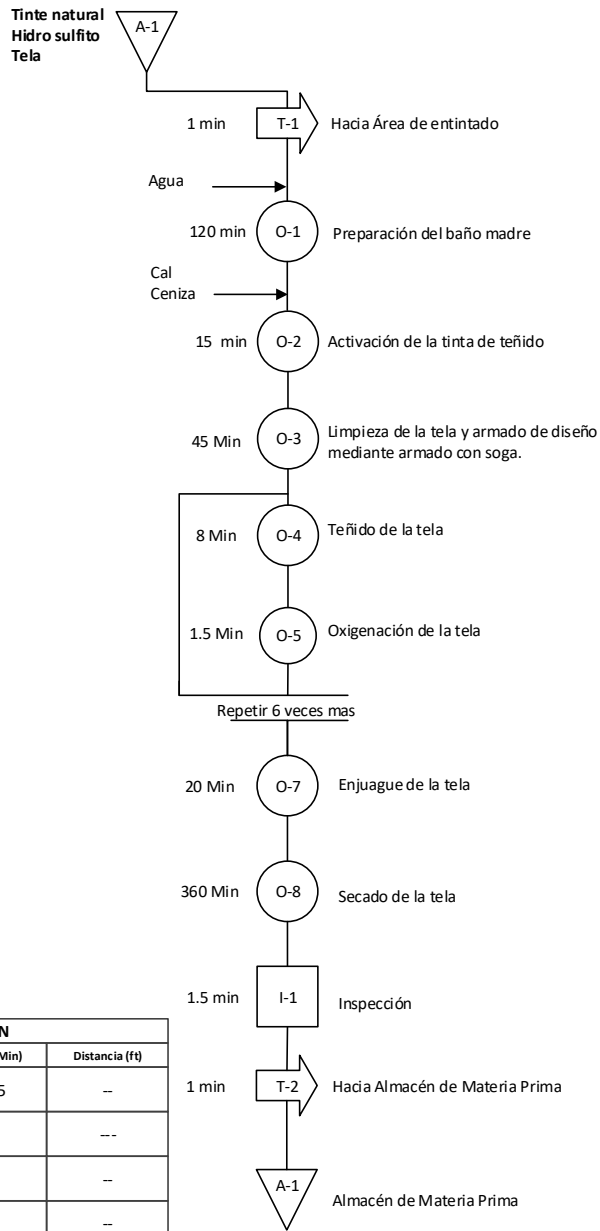 Tinte natural
Hidro sulfito
Tela
A-1
1 min
T-1
Hacia Área de entintado
Agua
120 min
O-1
Preparación del baño madre
Cal
Ceniza
15 min
O-2
Activación de la tinta de teñido
45 Min
O-3
Limpieza de la tela y armado de diseño
mediante armado con soga.
8 Min
O-4
Teñido de la tela
1.5 Min
O-5
Oxigenación de la tela
Repetir 6 veces mas
20 Min
O-7
Enjuague de la tela
360 Min
O-8
Secado de la tela
1.5 min
I-1
Inspección
1 min
T-2
Hacia Almacén de Materia Prima
A-1
Almacén de Materia Prima
N
Min)
Distancia (ft)
5
--
---
--
--